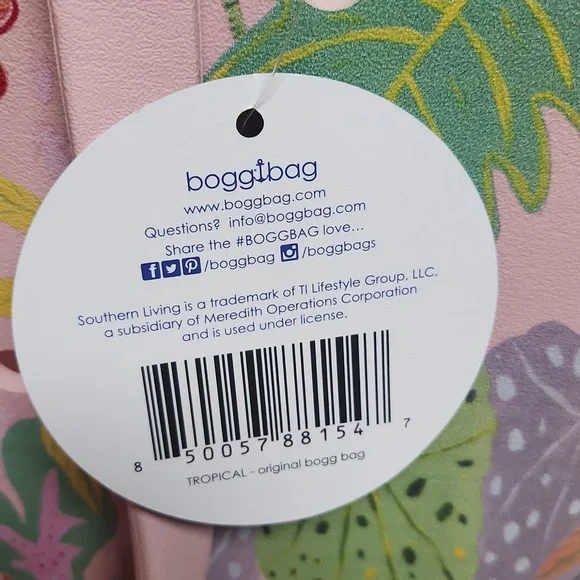 bogg bag
www.boggbag.com
Questions? info@boggbag.com
Share the #BOGGBAG love...
/boggbag /boggbags
Southern Living is a trademark of TI Lifestyle Group, LLC,
a subsidiary of Meredith Operations Corporation
and is used under license.
8 50057 88154 7
TROPICAL - original bogg bag